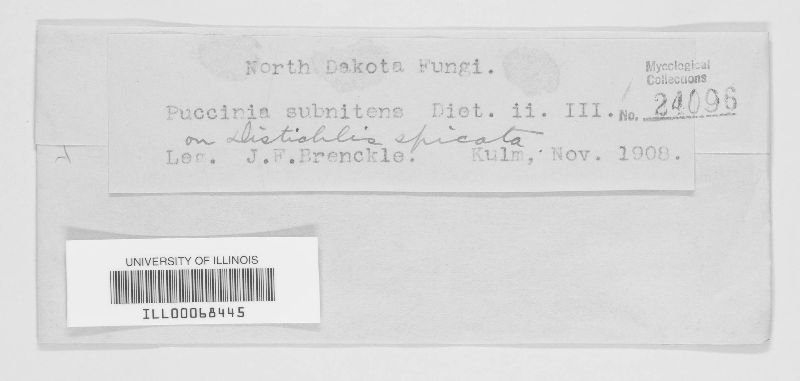 North Dakota Fungi.
Mycological
Collections
No. 24096
Puccinia subnitens Diet. ii. III.
on Distichlis spicata
Leg. J.F.Brenckle. Kulm, Nov. 1908.
UNIVERSITY OF ILLINOIS
ILL00068445